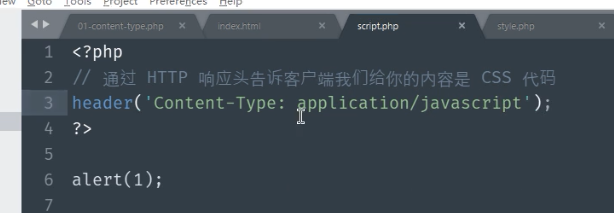 Goto Tools Project Preferences Help
01-content-type.php index.html script.php style.php
1 <?php
2 // 通过 HTTP 响应头告诉客户端我们给你的内容是 CSS 代码
3 header('Content-Type: application/javascript');
4 ?>
5
6 alert(1);
7